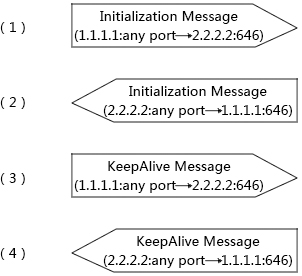 (1) Initialization Message
(1.1.1.1:any port→2.2.2.2:646)
(2) Initialization Message
(2.2.2.2:any port→1.1.1.1:646)
(3) KeepAlive Message
(1.1.1.1:any port→2.2.2.2:646)
(4) KeepAlive Message
(2.2.2.2:any port→1.1.1.1:646)